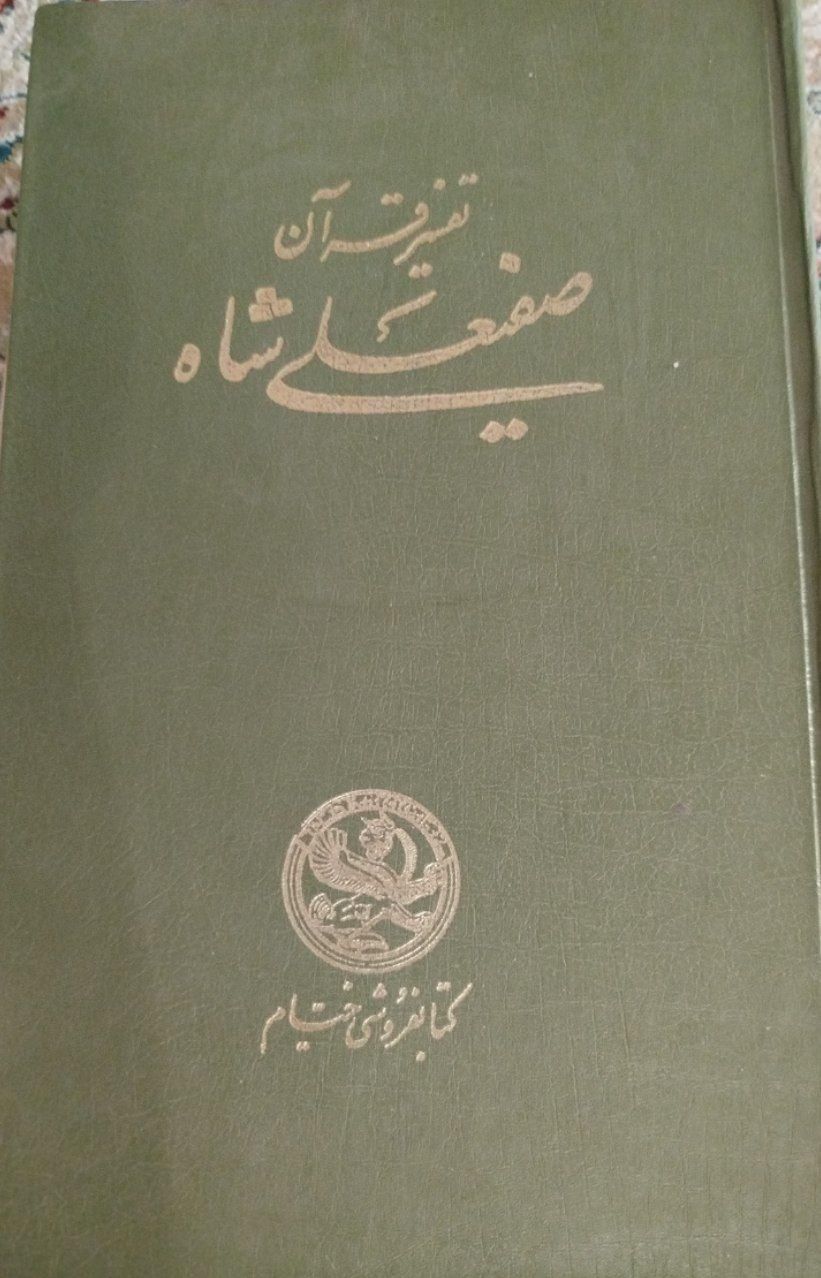 تفسیر قرآن
صفیعلی شاه
کتابفروشی خیام